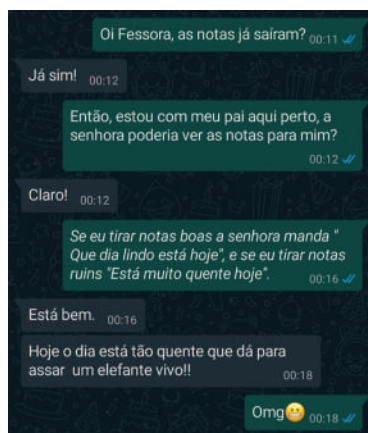 Oi Fessora, as notas já saíram? 00:11
Já sim! 00:12
Então, estou com meu pai aqui perto, a
senhora poderia ver as notas para mim?
00:12
Claro! 00:12
Se eu tirar notas boas a senhora manda "
Que dia lindo está hoje", e se eu tirar notas
ruins "Está muito quente hoje". 00:16
Está bem. 00:16
Hoje o dia está tão quente que dá para
assar um elefante vivo!! 00:18
Omg😬 00:18